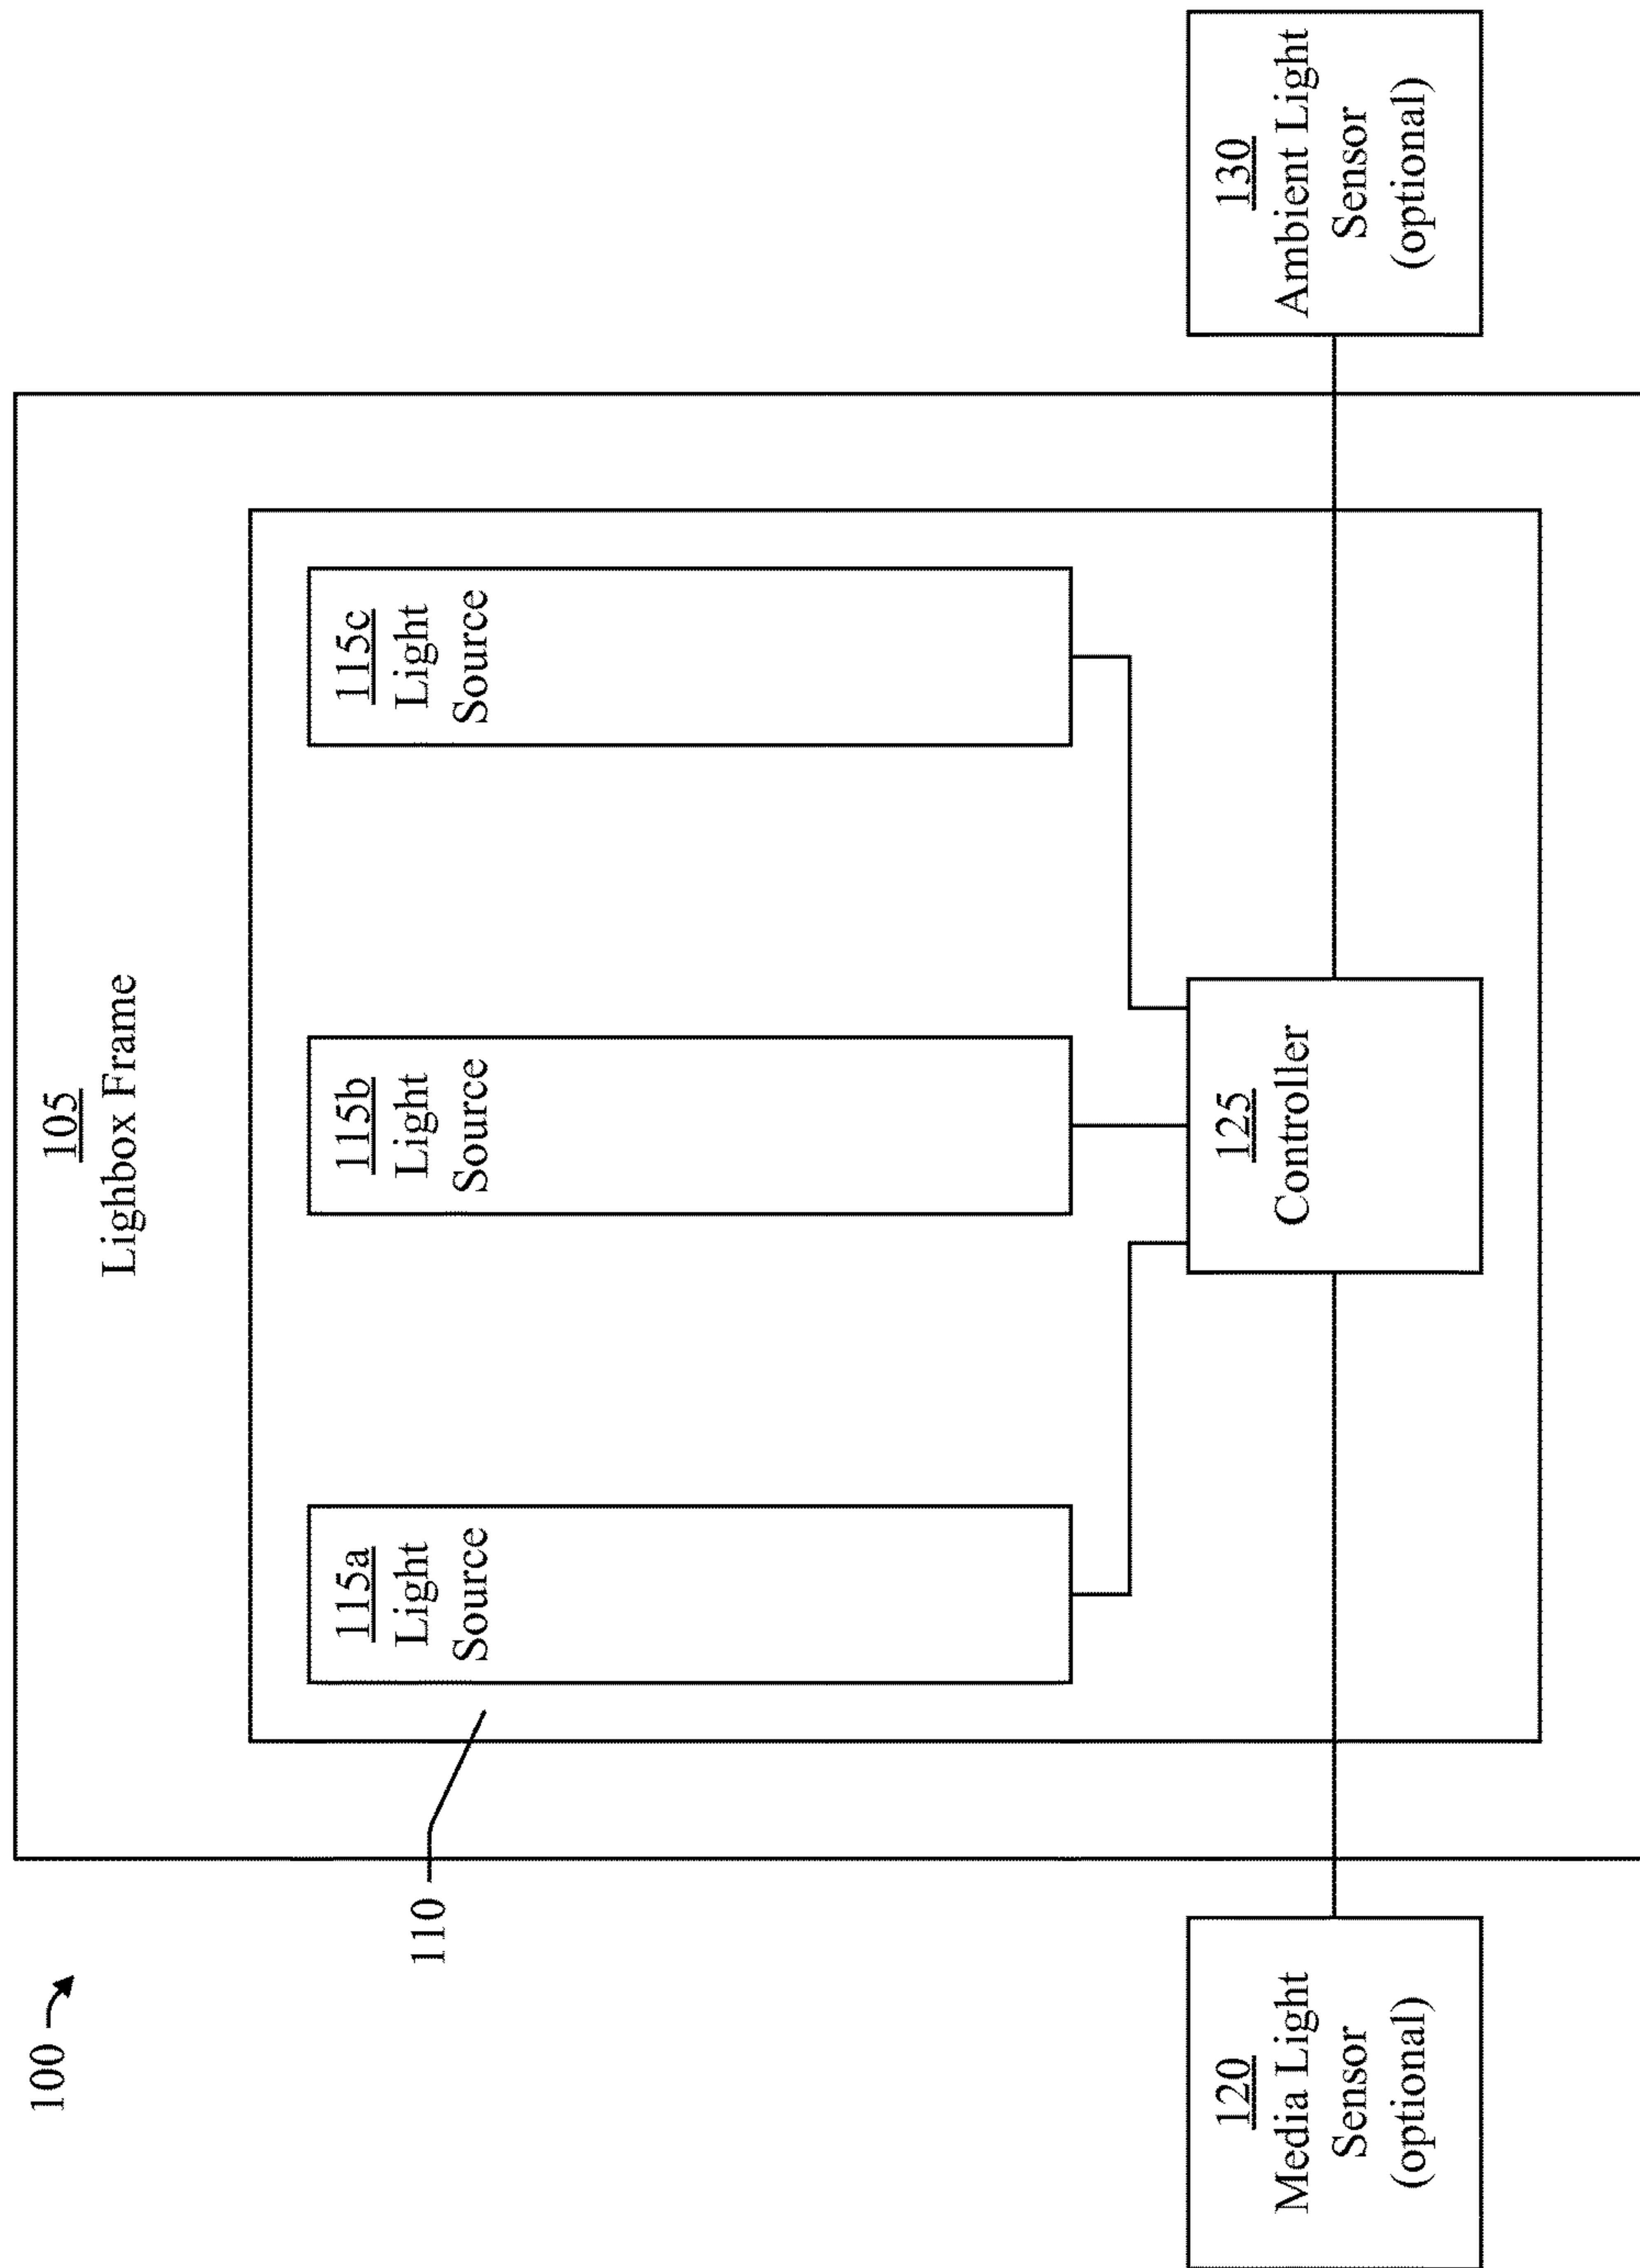 100
105
Lighbox Frame
110
115a
Light
Source
115b
Light
Source
115c
Light
Source
120
Media Light
Sensor
(optional)
125
Controller
130
Ambient Light
Sensor
(optional)